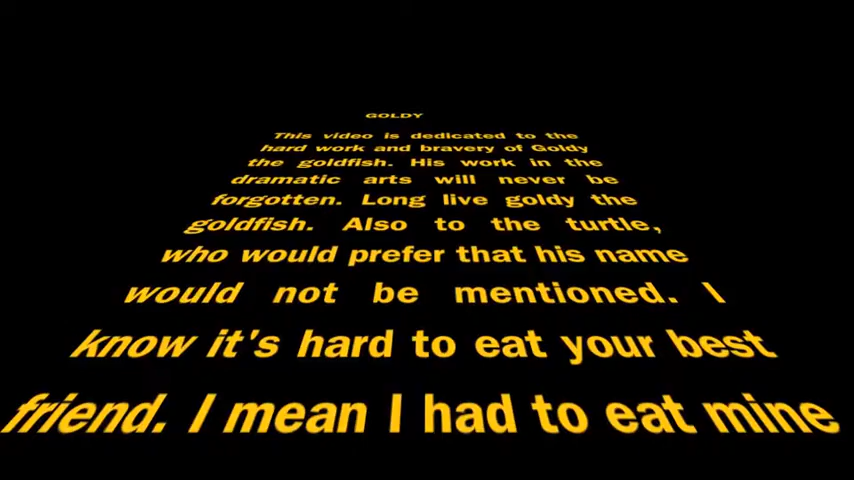 GOLDY
This video is dedicated to the
hard work and bravery of Goldy
the goldfish. His work in the
dramatic arts will never be
forgotten. Long live goldy the
goldfish. Also to the turtle,
who would prefer that his name
would not be mentioned. I
know it's hard to eat your best
friend. I mean I had to eat mine